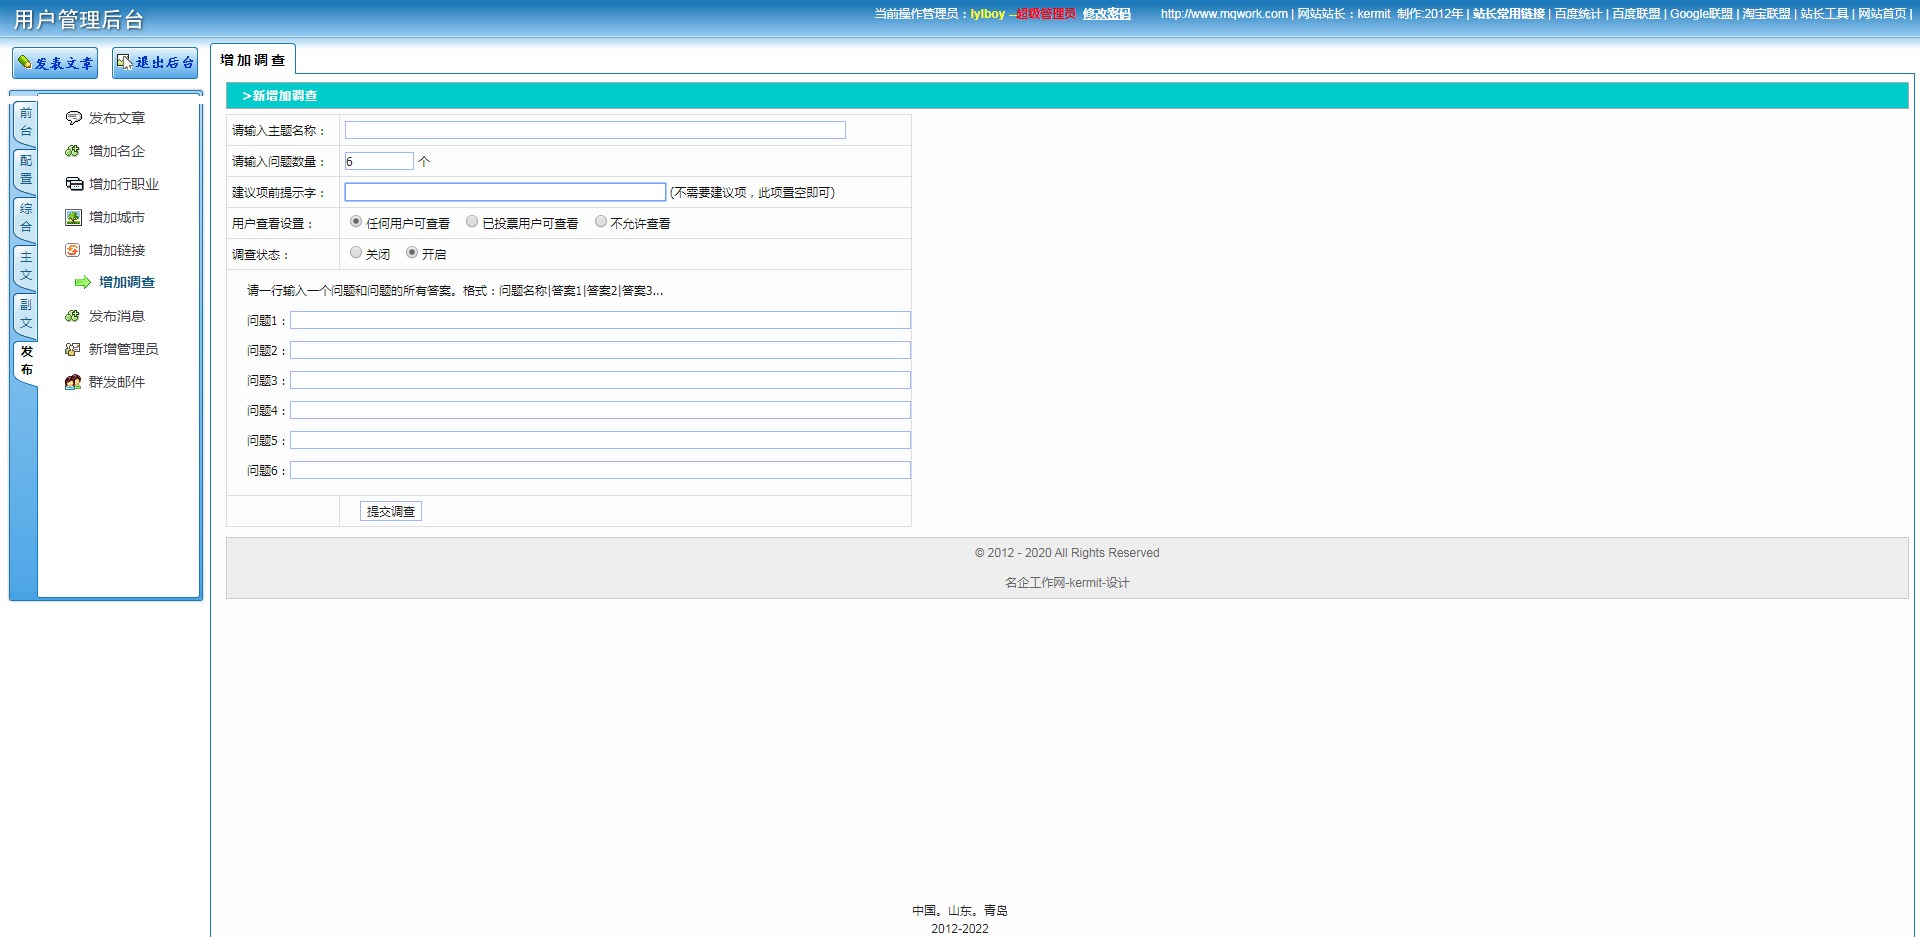 用户管理后台
当前操作管理员：lylboy --超级管理员 修改密码 http://www.mqwork.com | 网站站长：kermit 制作:2012年 | 站长常用链接 | 百度统计 | 百度联盟 | Google联盟 | 淘宝联盟 | 站长工具 | 网站首页 |
发表文章 退出后台
前台
配置
综合
主文
副文
发布
发布文章
增加名企
增加行职业
增加城市
增加链接
增加调查
发布消息
新增管理员
群发邮件
增加调查
>新增加调查
请输入主题名称：
请输入问题数量： 6 个
建议项前提示字： (不需要建议项，此项置空即可)
用户查看设置： 任何用户可查看 已投票用户可查看 不允许查看
调查状态： 关闭 开启
请一行输入一个问题和问题的所有答案。格式：问题名称|答案1|答案2|答案3...
问题1：
问题2：
问题3：
问题4：
问题5：
问题6：
提交调查
© 2012 - 2020 All Rights Reserved
名企工作网-kermit-设计
中国。山东。青岛
2012-2022